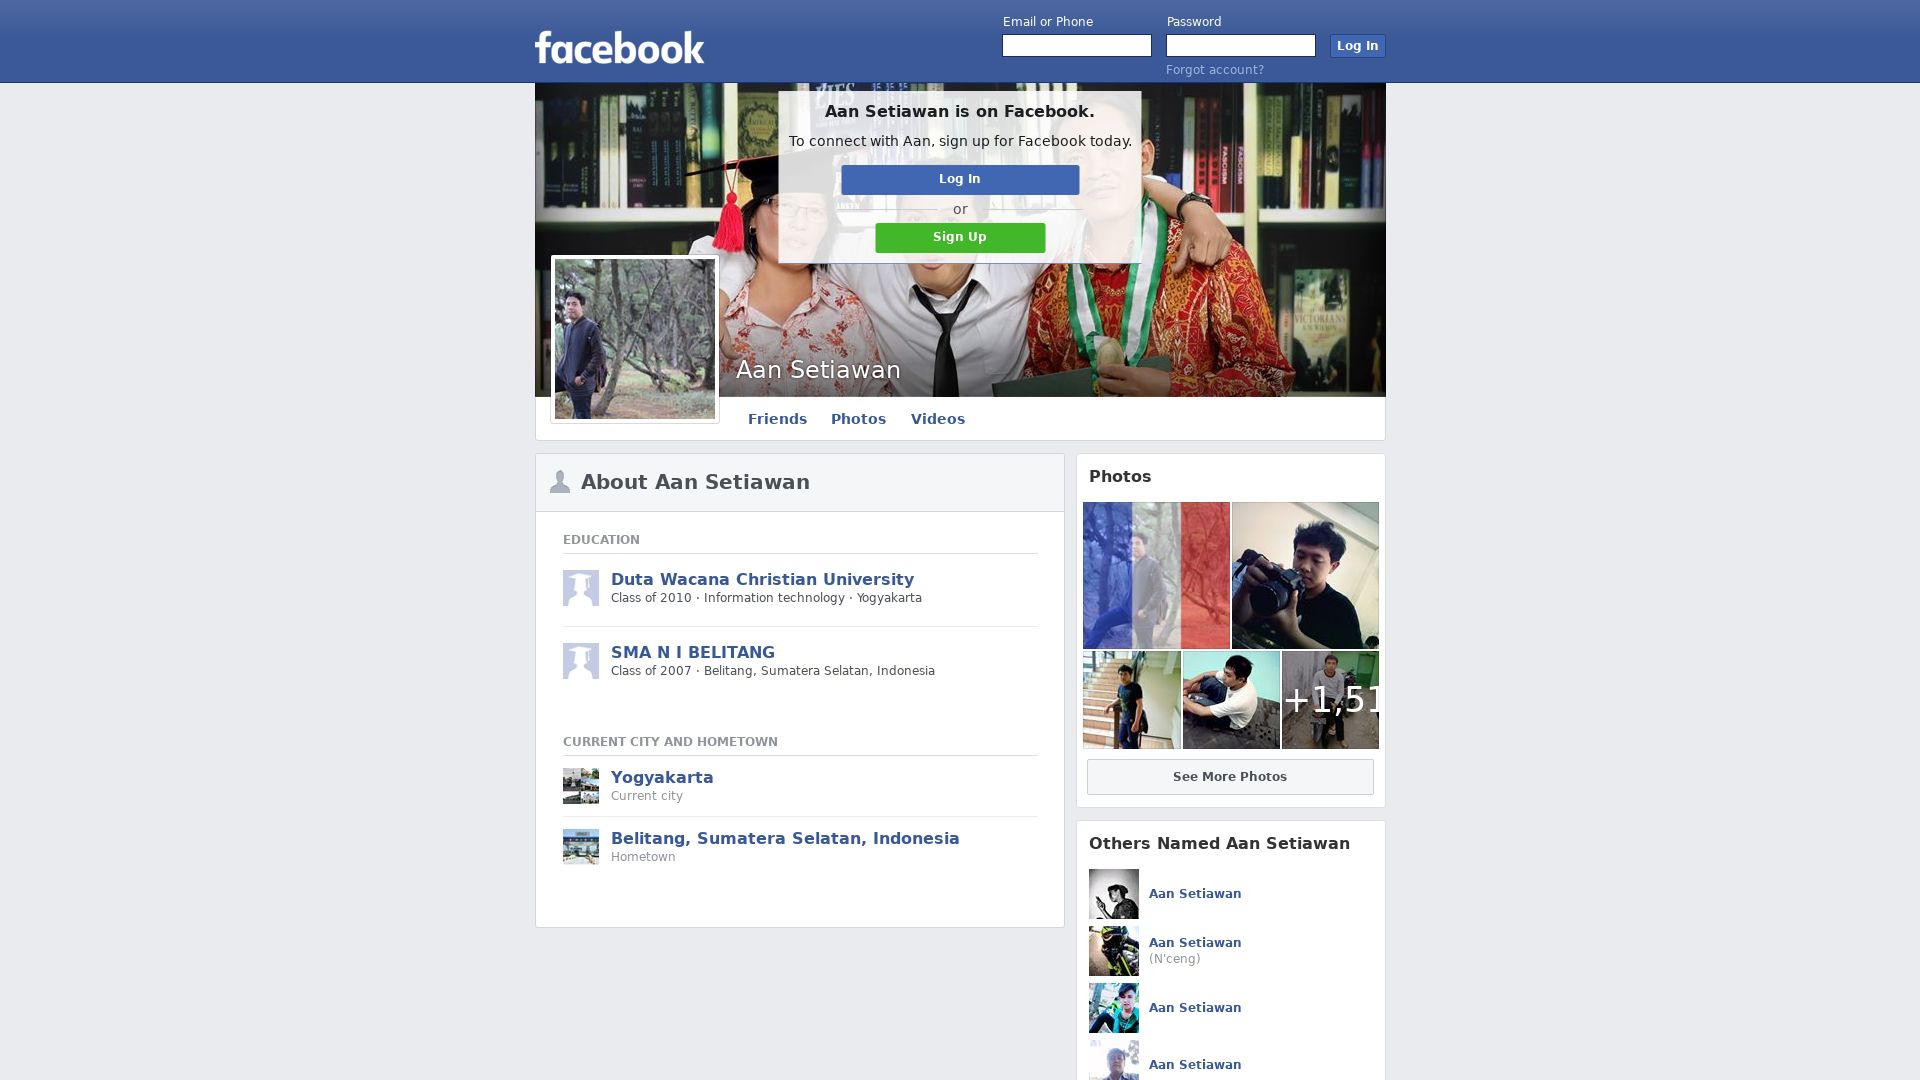 Email or Phone
Password
facebook
Log In
Forgot account?
Aan Setiawan is on Facebook.
To connect with Aan, sign up for Facebook today.
Log In
or
Sign Up
Aan Setiawan
Friends
Photos
Videos
About Aan Setiawan
EDUCATION
Duta Wacana Christian University
Class of 2010 · Information technology · Yogyakarta
SMA N I BELITANG
Class of 2007 · Belitang, Sumatera Selatan, Indonesia
CURRENT CITY AND HOMETOWN
Yogyakarta
Current city
Belitang, Sumatera Selatan, Indonesia
Hometown
Photos
+1,51
See More Photos
Others Named Aan Setiawan
Aan Setiawan
Aan Setiawan
(N'ceng)
Aan Setiawan
Aan Setiawan